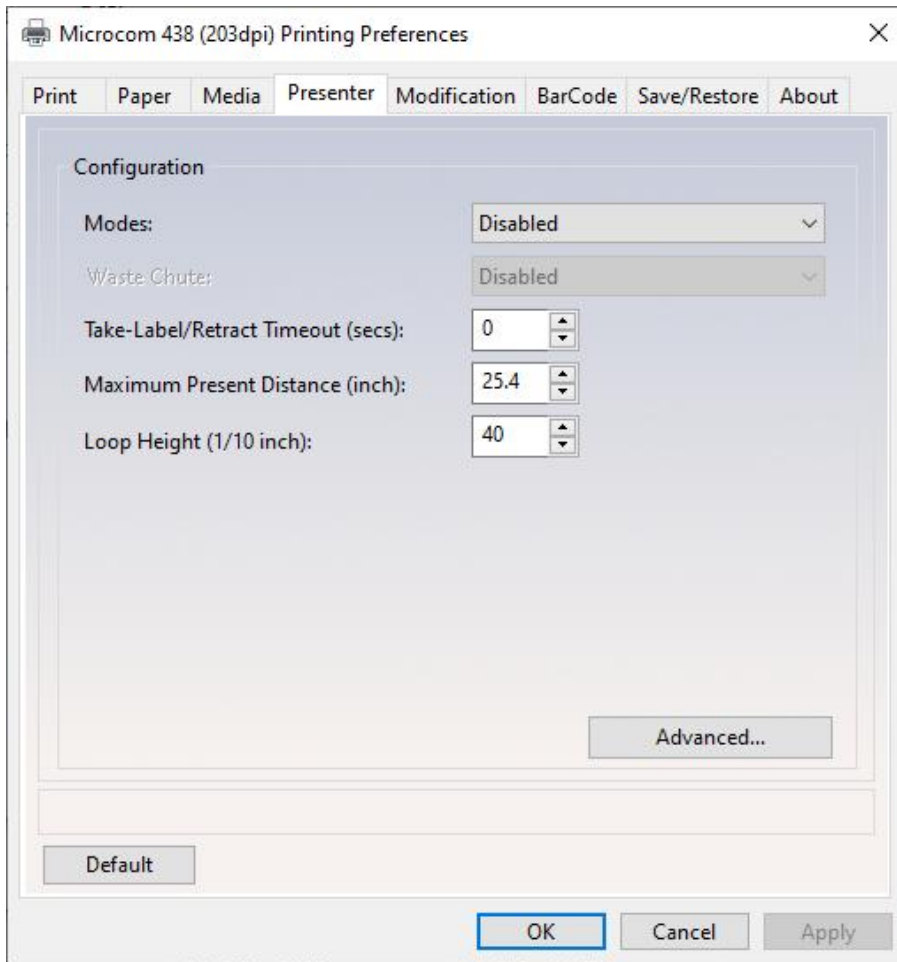 Microcom 438 (203dpi) Printing Preferences
Print Paper Media Presenter Modification BarCode Save/Restore About
Configuration
Modes: Disabled
Waste Chute: Disabled
Take-Label/Retract Timeout (secs): 0
Maximum Present Distance (inch): 25.4
Loop Height (1/10 inch): 40
Advanced...
Default
OK Cancel Apply